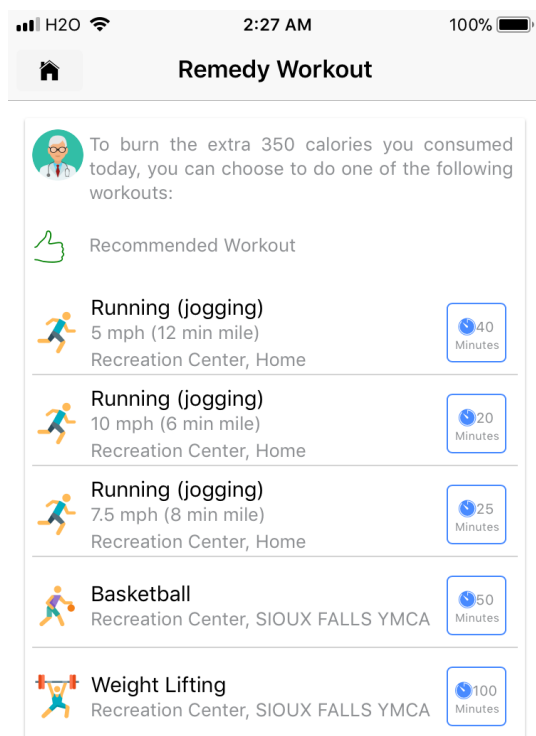 H2O 2:27 AM 100%
Remedy Workout
To burn the extra 350 calories you consumed
today, you can choose to do one of the following
workouts:
Recommended Workout
Running (jogging)
5 mph (12 min mile)
Recreation Center, Home
40
Minutes
Running (jogging)
10 mph (6 min mile)
Recreation Center, Home
20
Minutes
Running (jogging)
7.5 mph (8 min mile)
Recreation Center, Home
25
Minutes
Basketball
Recreation Center, SIOUX FALLS YMCA
50
Minutes
Weight Lifting
Recreation Center, SIOUX FALLS YMCA
100
Minutes